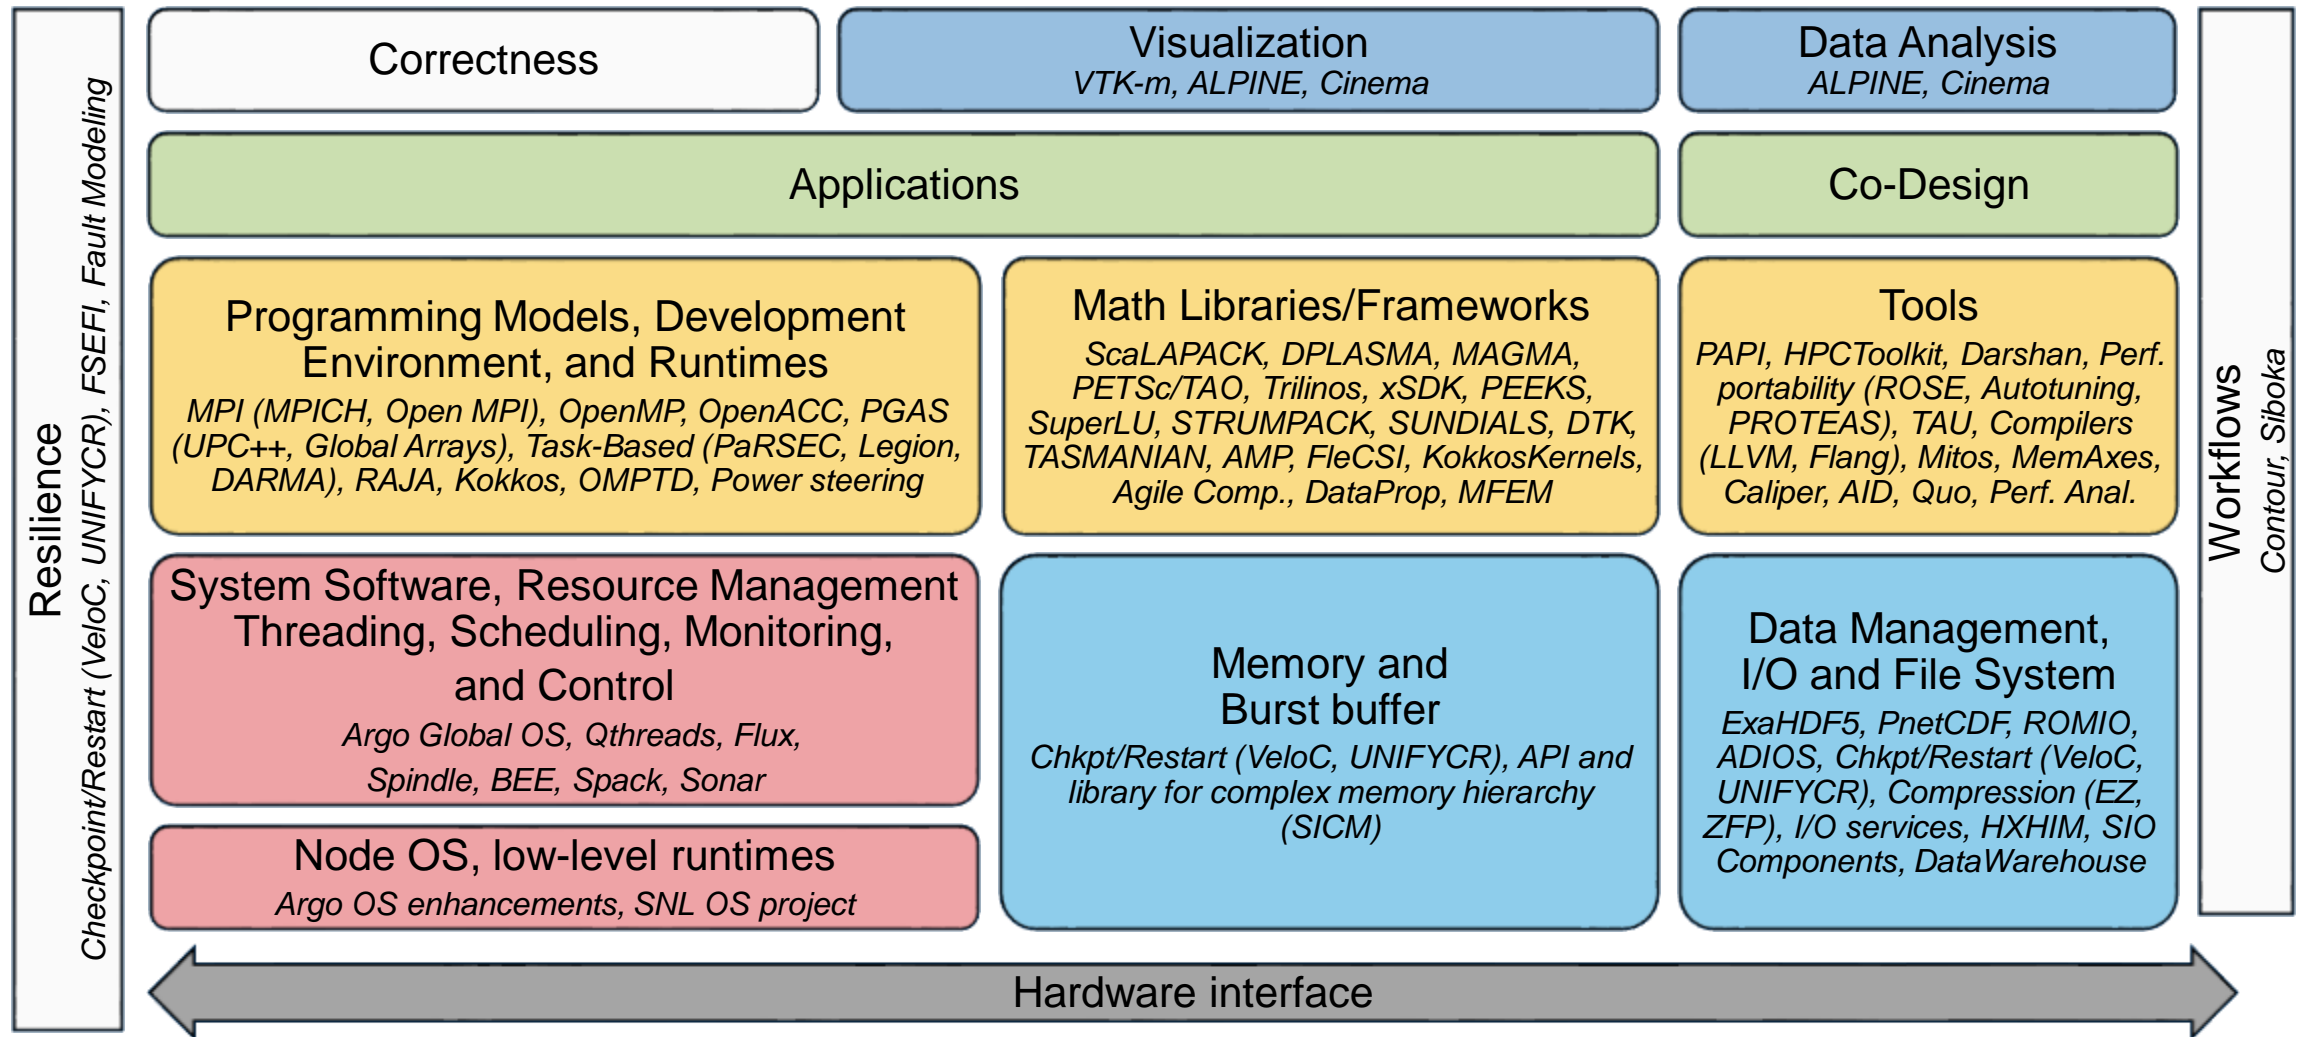 Resilience
Checkpoint/Restart (VeloC, UNIFYCR), FSEFI, Fault Modeling
Correctness
Visualization
VTK-m, ALPINE, Cinema
Data Analysis
ALPINE, Cinema
Applications
Co-Design
Programming Models, Development
Environment, and Runtimes
MPI (MPICH, Open MPI), OpenMP, OpenACC, PGAS
(UPC++, Global Arrays), Task-Based (PaRSEC, Legion,
DARMA), RAJA, Kokkos, OMPTD, Power steering
Math Libraries/Frameworks
ScaLAPACK, DPLASMA, MAGMA,
PETSc/TAO, Trilinos, xSDK, PEEKS,
SuperLU, STRUMPACK, SUNDIALS, DTK,
TASMANIAN, AMP, FleCSI, KokkosKernels,
Agile Comp., DataProp, MFEM
Tools
PAPI, HPCToolkit, Darshan, Perf.
portability (ROSE, Autotuning,
PROTEAS), TAU, Compilers
(LLVM, Flang), Mitos, MemAxes,
Caliper, AID, Quo, Perf. Anal.
System Software, Resource Management
Threading, Scheduling, Monitoring,
and Control
Argo Global OS, Qthreads, Flux,
Spindle, BEE, Spack, Sonar
Node OS, low-level runtimes
Argo OS enhancements, SNL OS project
Memory and
Burst buffer
Chkpt/Restart (VeloC, UNIFYCR), API and
library for complex memory hierarchy
(SICM)
Data Management,
I/O and File System
ExaHDF5, PnetCDF, ROMIO,
ADIOS, Chkpt/Restart (VeloC,
UNIFYCR), Compression (EZ,
ZFP), I/O services, HXHIM, SIO
Components, DataWarehouse
Workflows
Contour, Siboka
Hardware interface